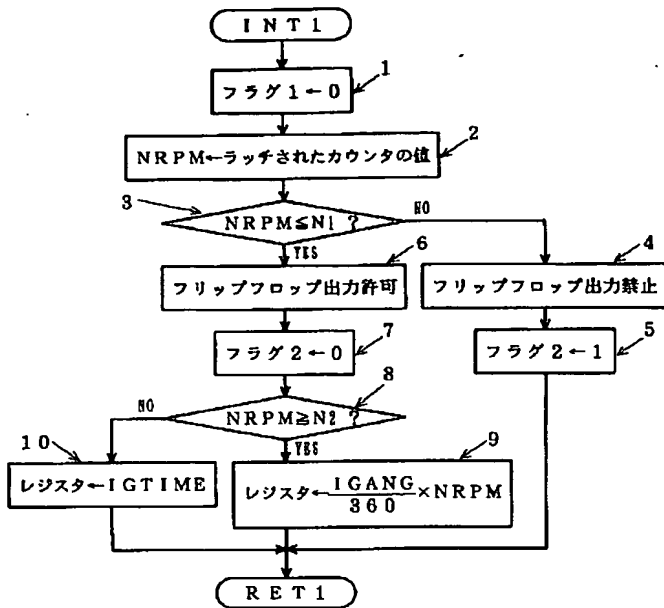 INT1
1
フラグ1←0
2
NRPM←ラッチされたカウンタの値
3
NRPM≦N1 ?
NO
YES
6
4
フリップフロップ出力許可
フリップフロップ出力禁止
7
5
フラグ2←0
フラグ2←1
8
NO
NRPM≧N2 ?
YES
10
9
レジスタ←IGTIME
レジスタ←IGANG/360×NRPM
RET1